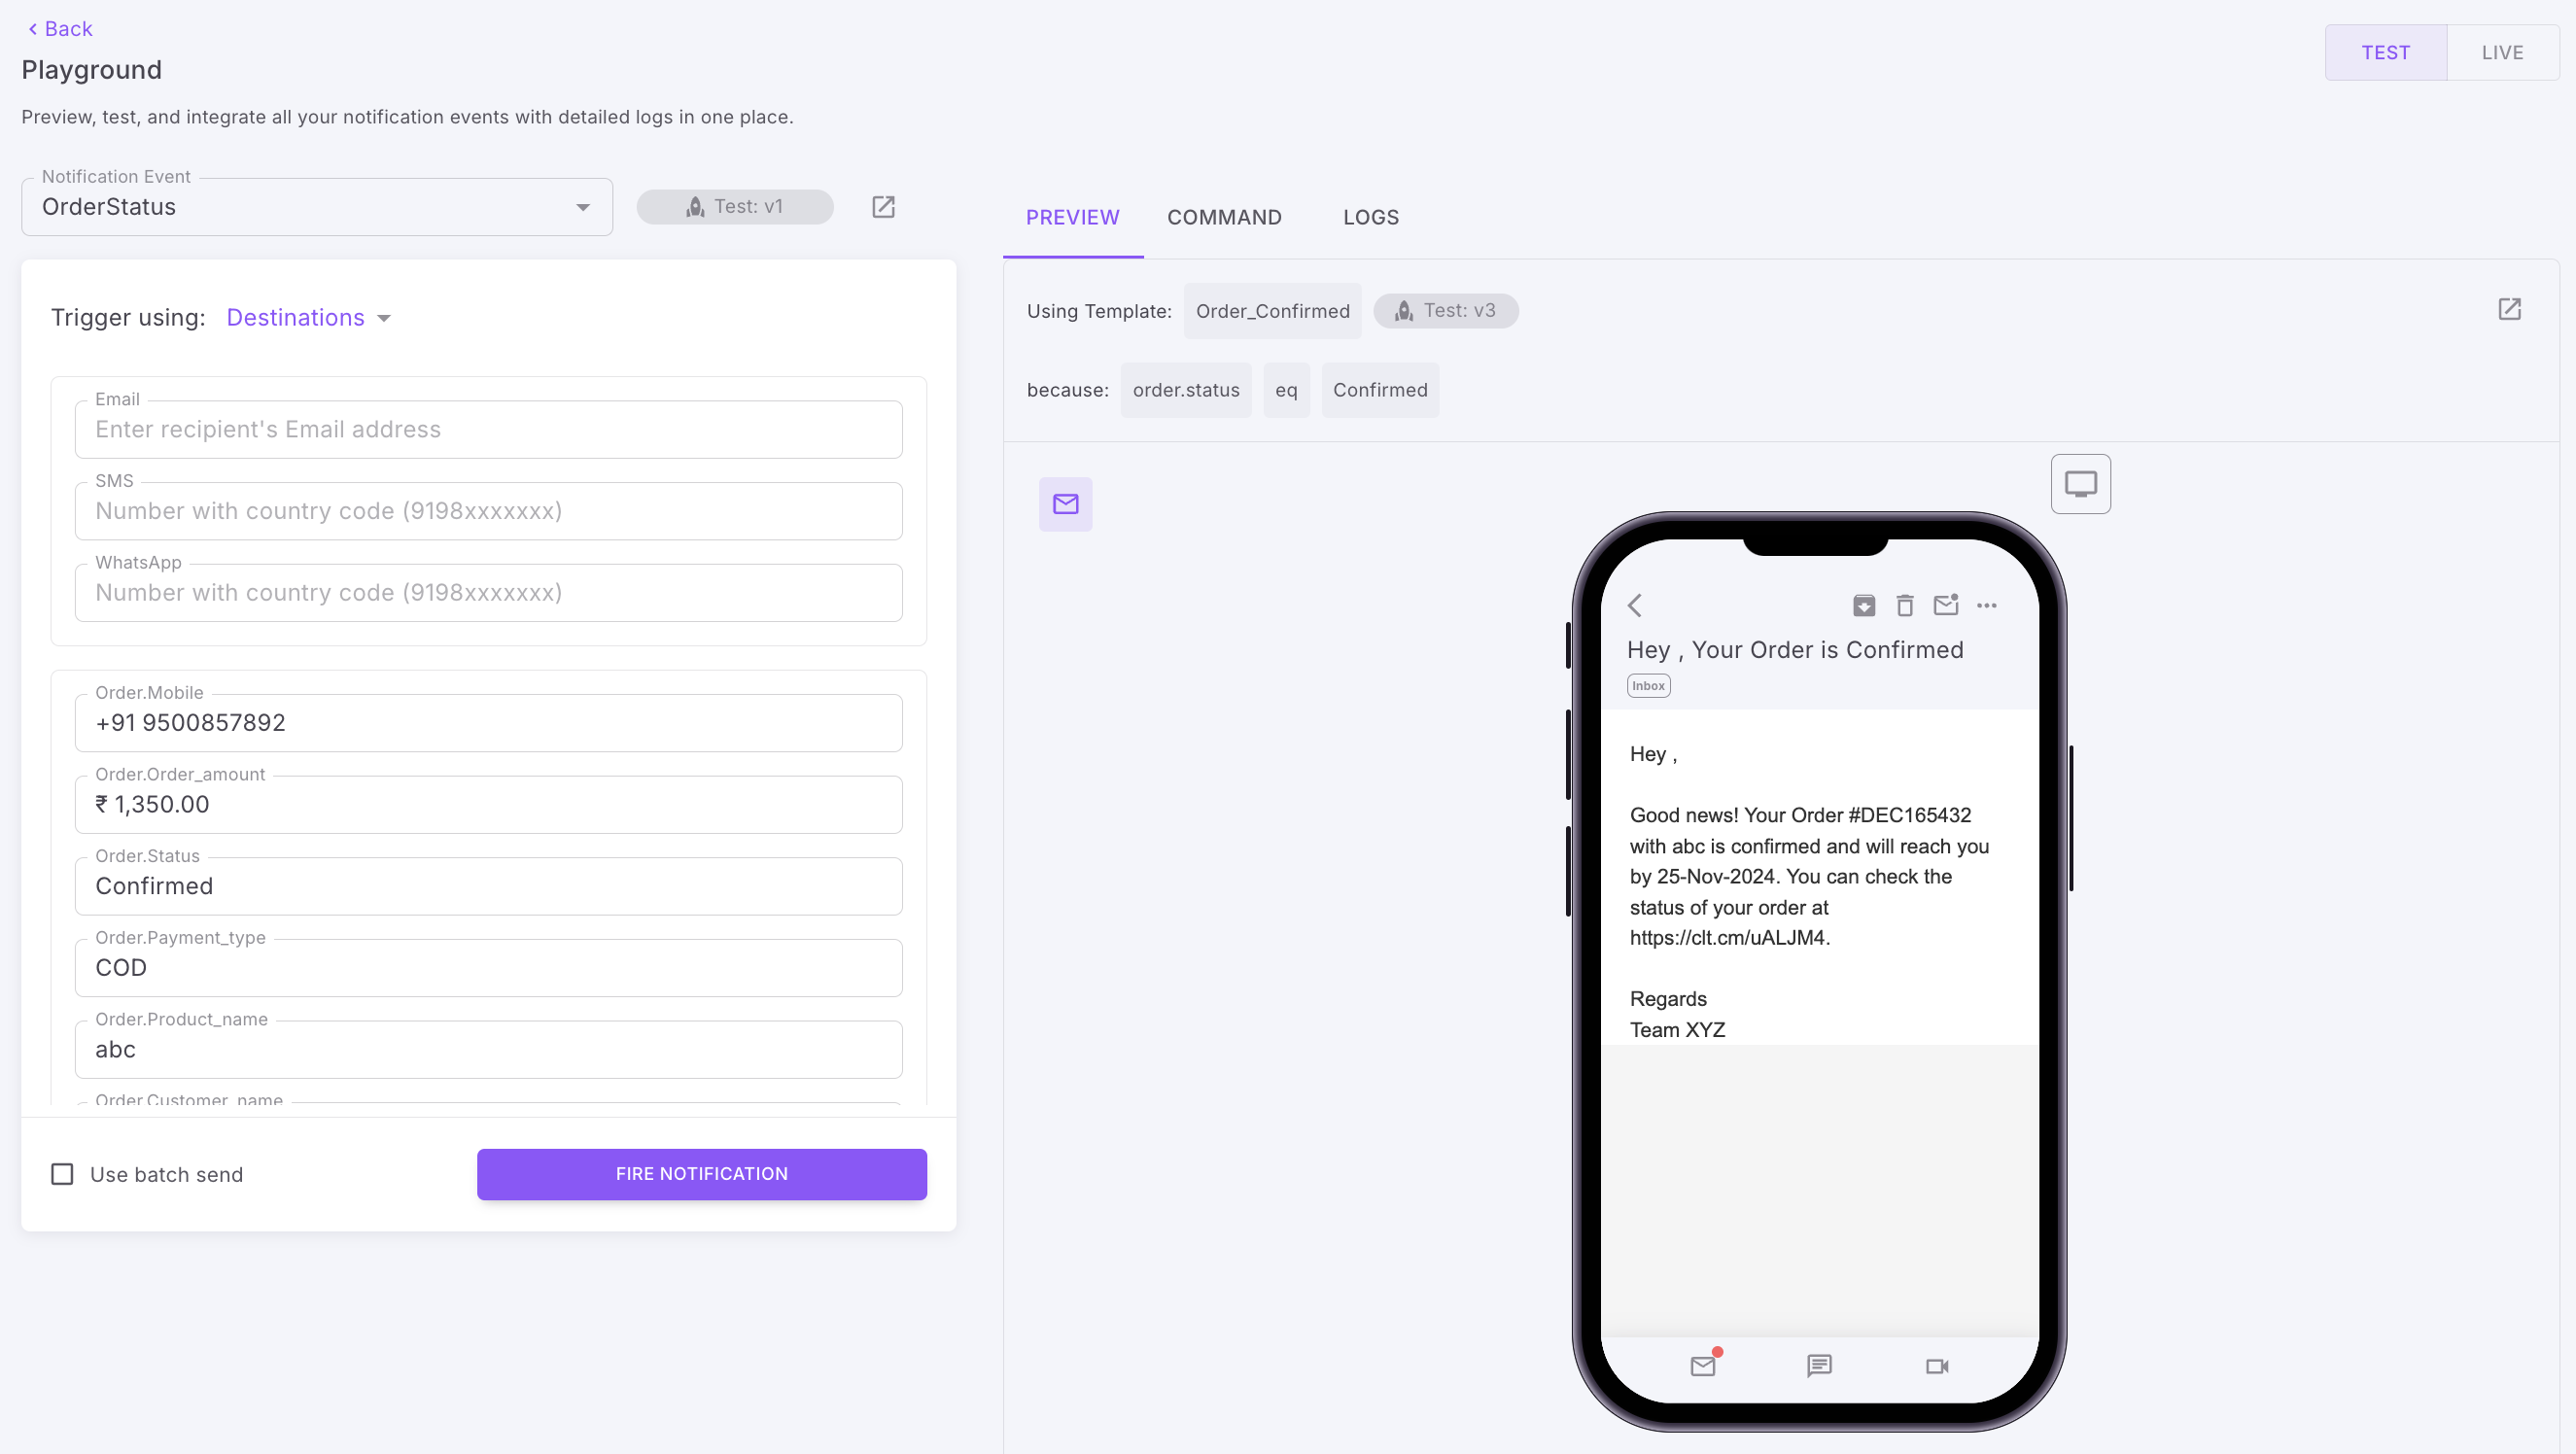 Back
Playground
Preview, test, and integrate all your notification events with detailed logs in one place.
TEST
LIVE
Notification Event
OrderStatus
Test: v1
Trigger using: Destinations
Email
Enter recipient's Email address
SMS
Number with country code (9198xxxxxxx)
WhatsApp
Number with country code (9198xxxxxxx)
Order.Mobile
+91 9500857892
Order.Order_amount
₹ 1,350.00
Order.Status
Confirmed
Order.Payment_type
COD
Order.Product_name
abc
Order.Customer_name
Use batch send
FIRE NOTIFICATION
PREVIEW
COMMAND
LOGS
Using Template: Order_Confirmed Test: v3
because: order.status eq Confirmed
Hey , Your Order is Confirmed
Inbox
Hey ,
Good news! Your Order #DEC165432
with abc is confirmed and will reach you
by 25-Nov-2024. You can check the
status of your order at
https://clt.cm/uALJM4.
Regards
Team XYZ